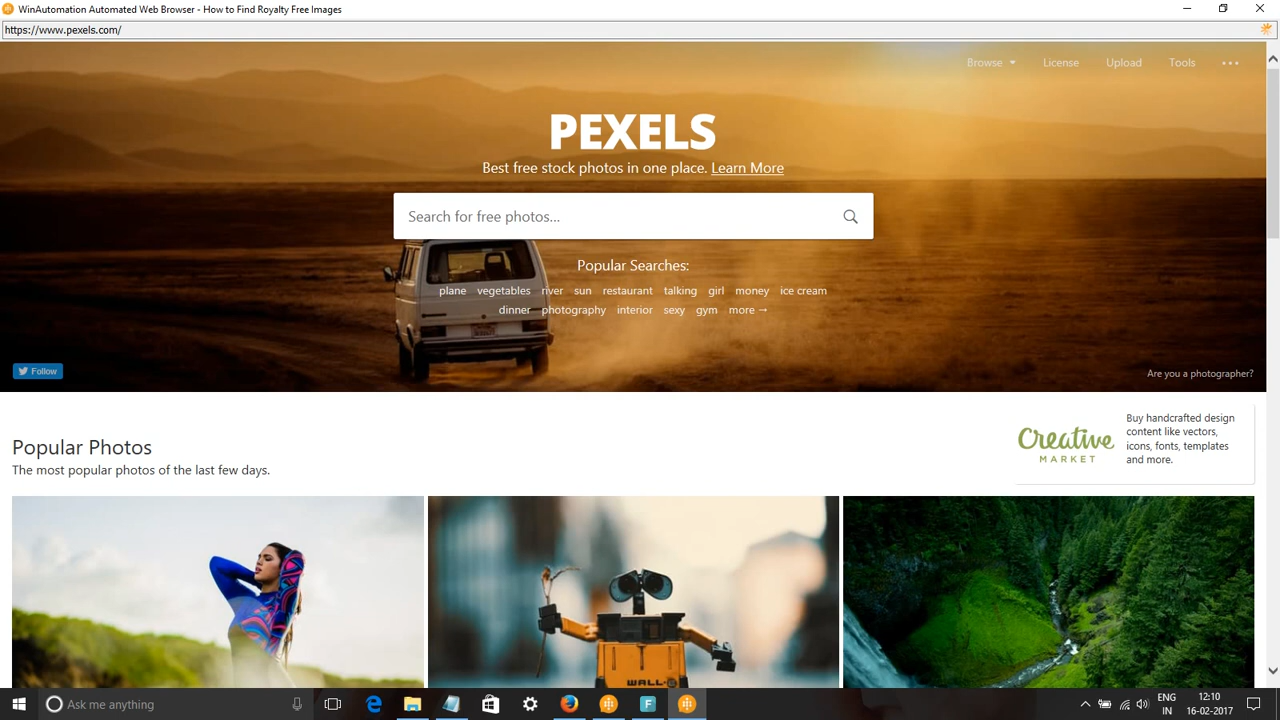 WinAutomation Automated Web Browser - How to Find Royalty Free Images
https://www.pexels.com/
Browse License Upload Tools
PEXELS
Best free stock photos in one place. Learn More
Search for free photos...
Popular Searches:
plane vegetables river sun restaurant talking girl money ice cream
dinner photography interior sexy gym more →
Follow
Are you a photographer?
Popular Photos
The most popular photos of the last few days.
Creative
MARKET
Buy handcrafted design
content like vectors,
icons, fonts, templates
and more.
WALL·E
Ask me anything
F
ENG
IN
12:10
16-02-2017